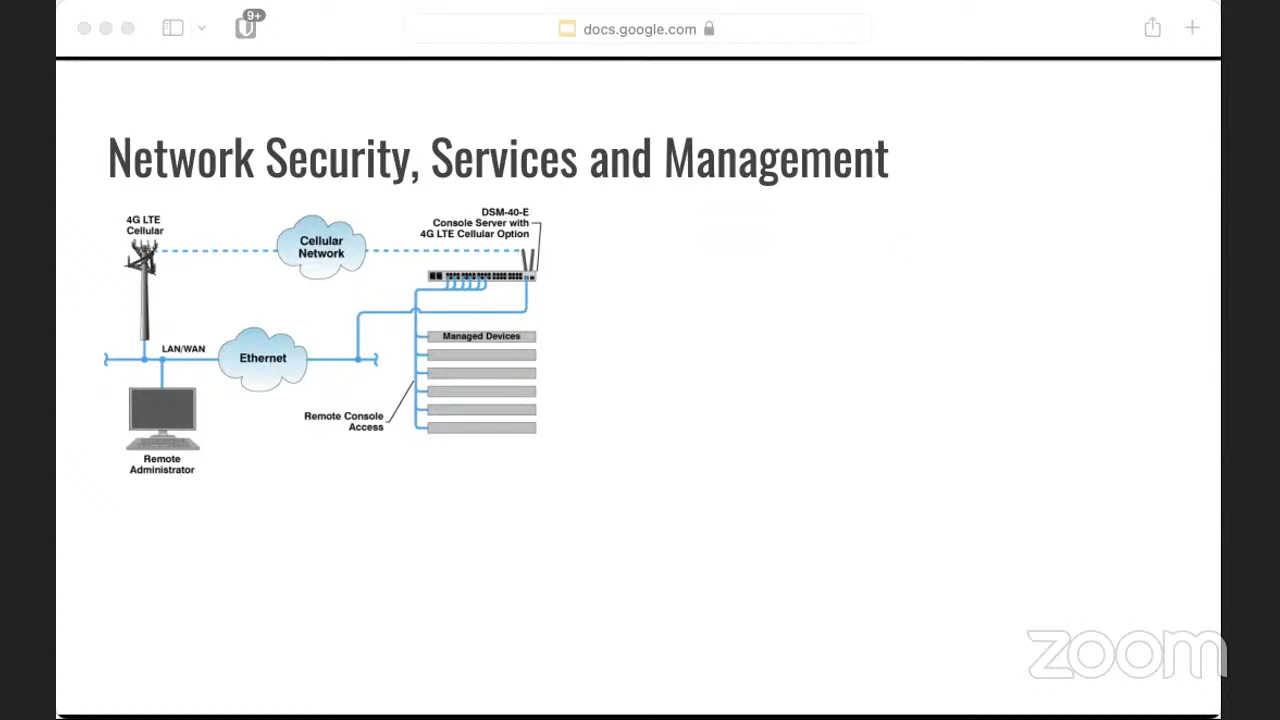 9+
docs.google.com
Network Security, Services and Management
4G LTE
Cellular
Cellular
Network
DSM-40-E
Console Server with
4G LTE Cellular Option
LAN/WAN
Ethernet
Managed Devices
Remote Console
Access
Remote
Administrator
zoom